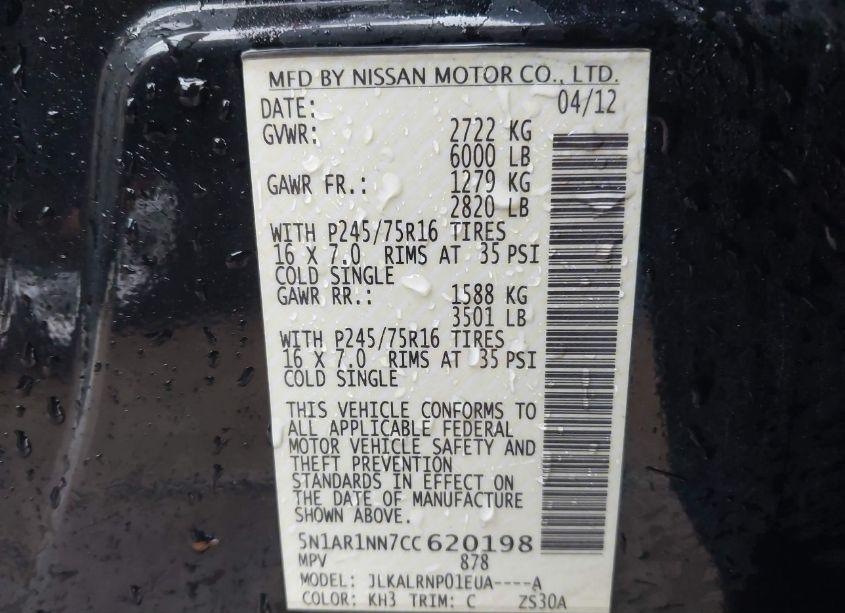 MFD BY NISSAN MOTOR CO., LTD.
DATE: 04/12
GVWR: 2722 KG
6000 LB
GAWR FR.: 1279 KG
2820 LB
WITH P245/75R16 TIRES
16 X 7.0 RIMS AT 35 PSI
COLD SINGLE
GAWR RR.: 1588 KG
3501 LB
WITH P245/75R16 TIRES
16 X 7.0 RIMS AT 35 PSI
COLD SINGLE
THIS VEHICLE CONFORMS TO
ALL APPLICABLE FEDERAL
MOTOR VEHICLE SAFETY AND
THEFT PREVENTION
STANDARDS IN EFFECT ON
THE DATE OF MANUFACTURE
SHOWN ABOVE.
5N1AR1NN7CC620198
MPV 878
MODEL: JLKALRNP01EUA----A
COLOR: KH3 TRIM: C ZS30A